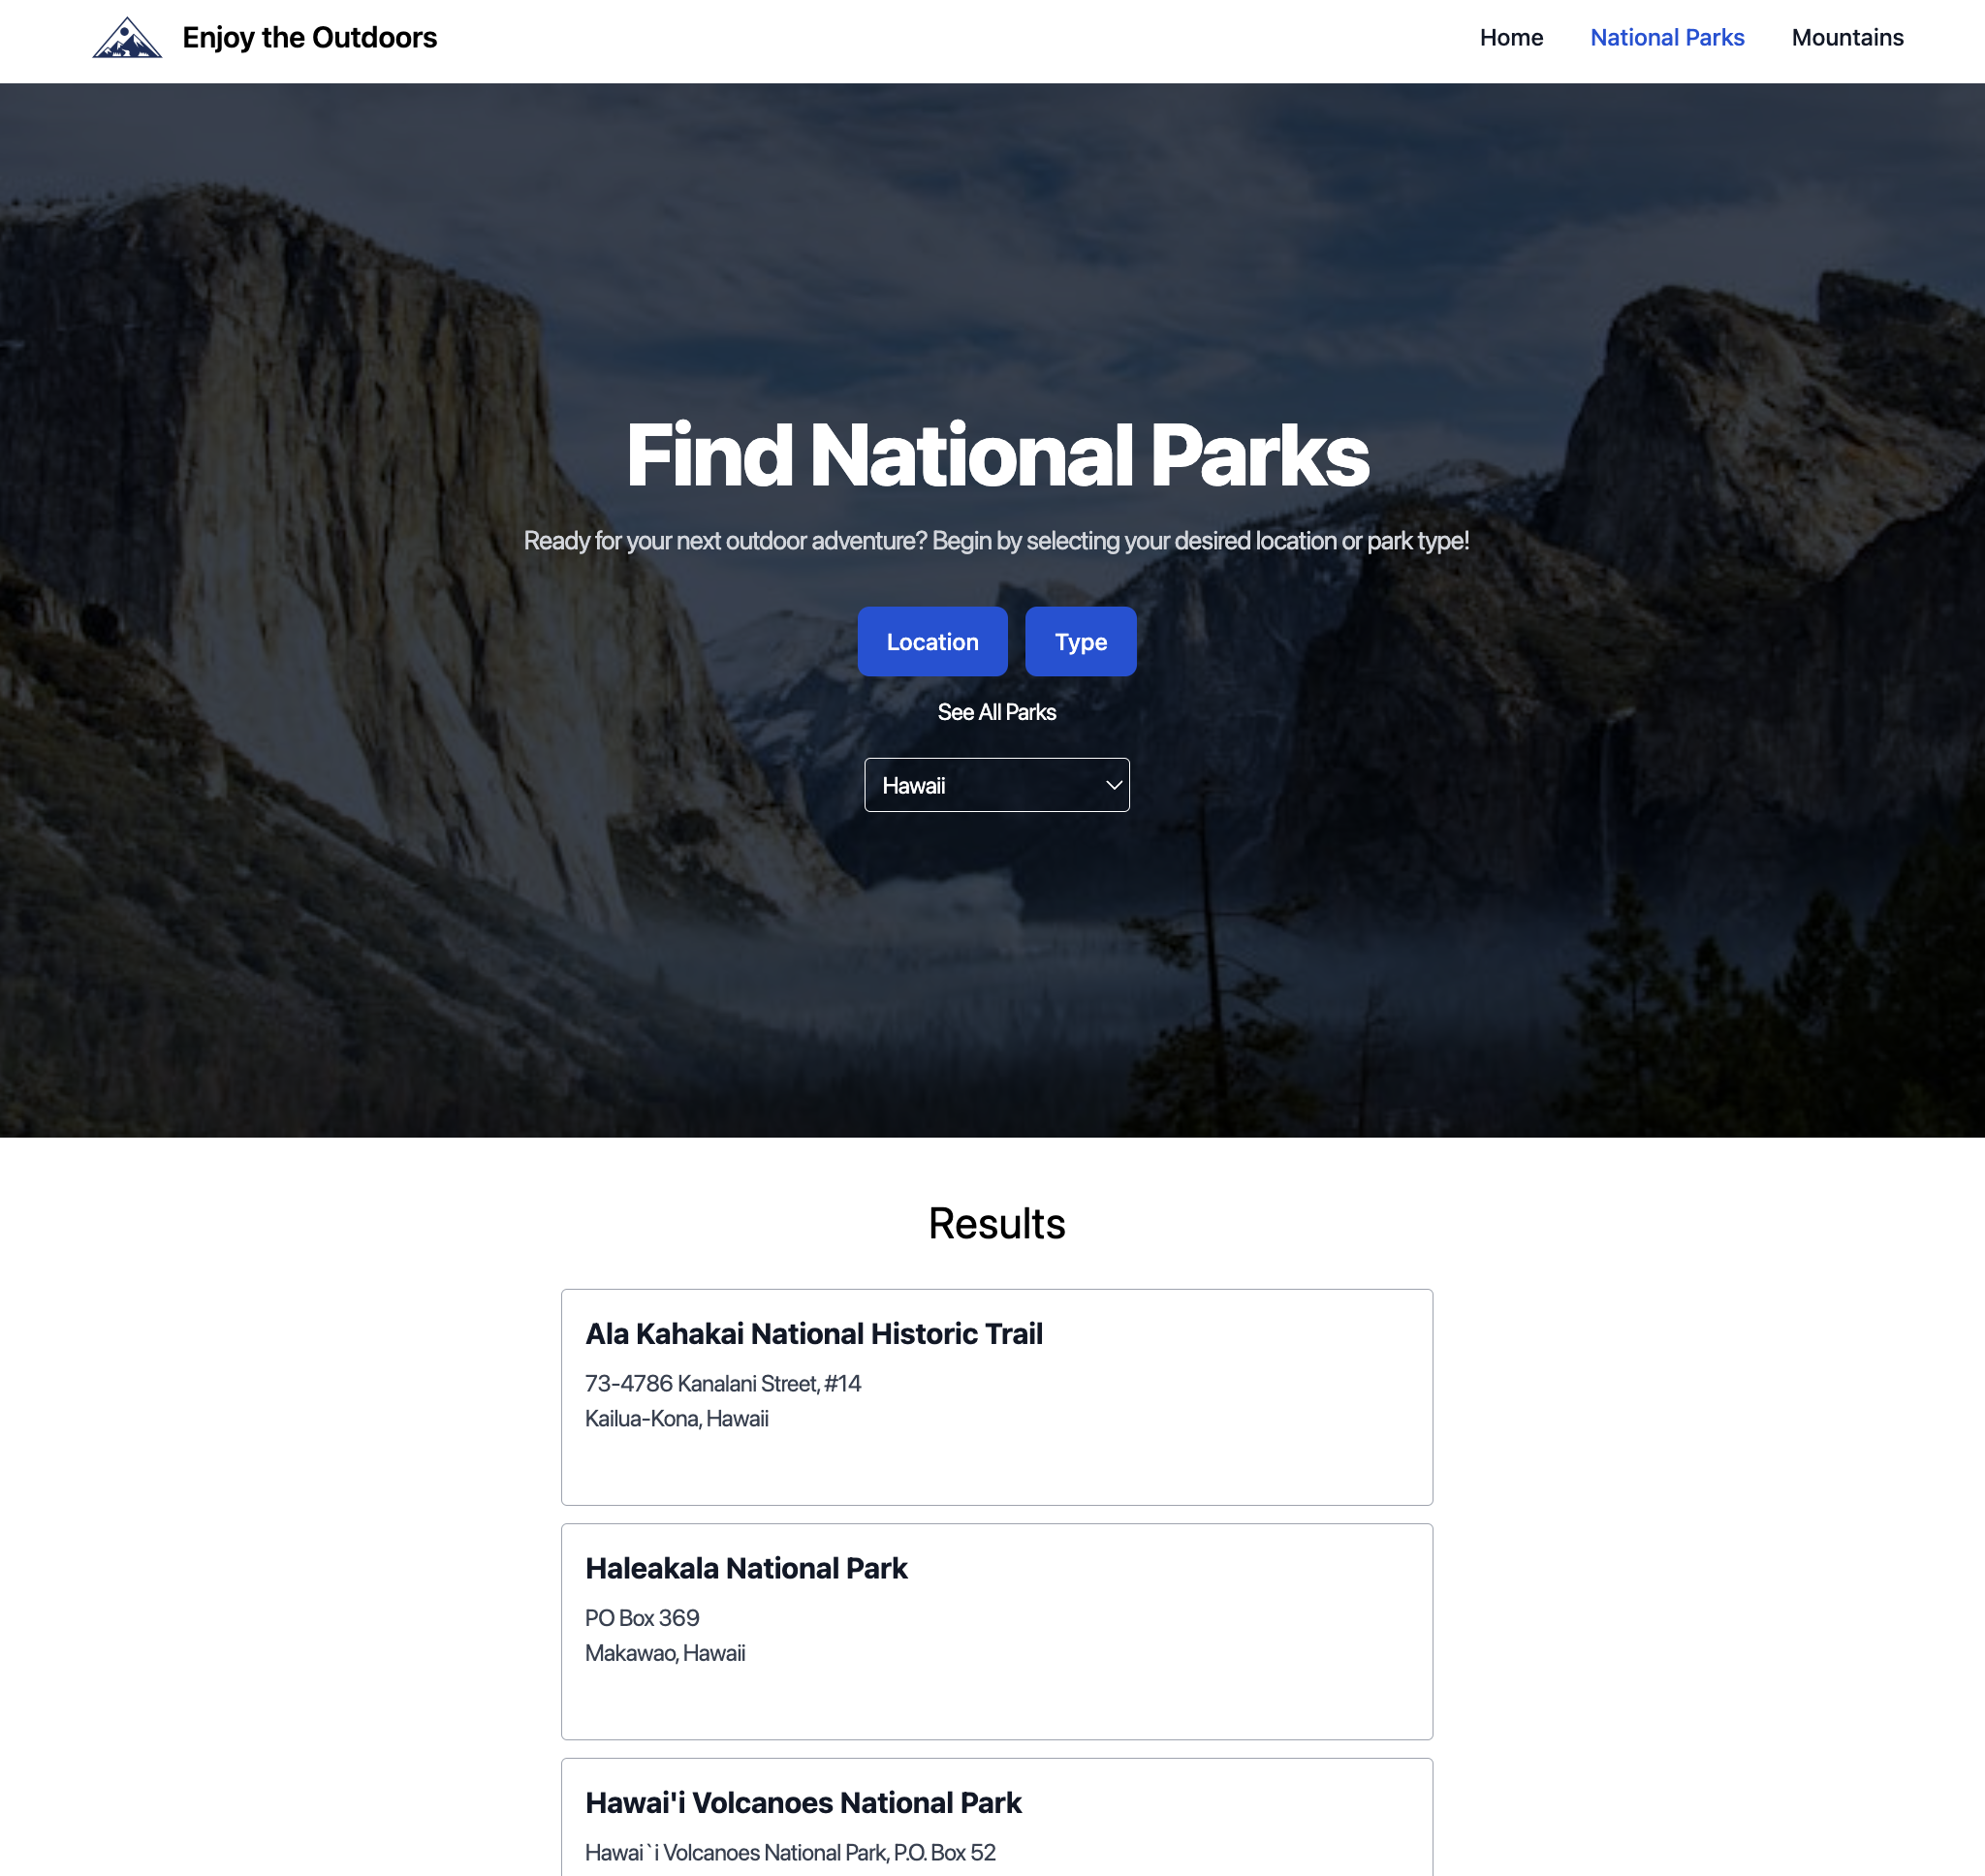 Enjoy the Outdoors
Home
National Parks
Mountains
Find National Parks
Ready for your next outdoor adventure? Begin by selecting your desired location or park type!
Location
Type
See All Parks
Hawaii
Results
Ala Kahakai National Historic Trail
73-4786 Kanalani Street, #14
Kailua-Kona, Hawaii
Haleakala National Park
PO Box 369
Makawao, Hawaii
Hawai'i Volcanoes National Park
Hawai`i Volcanoes National Park, P.O. Box 52